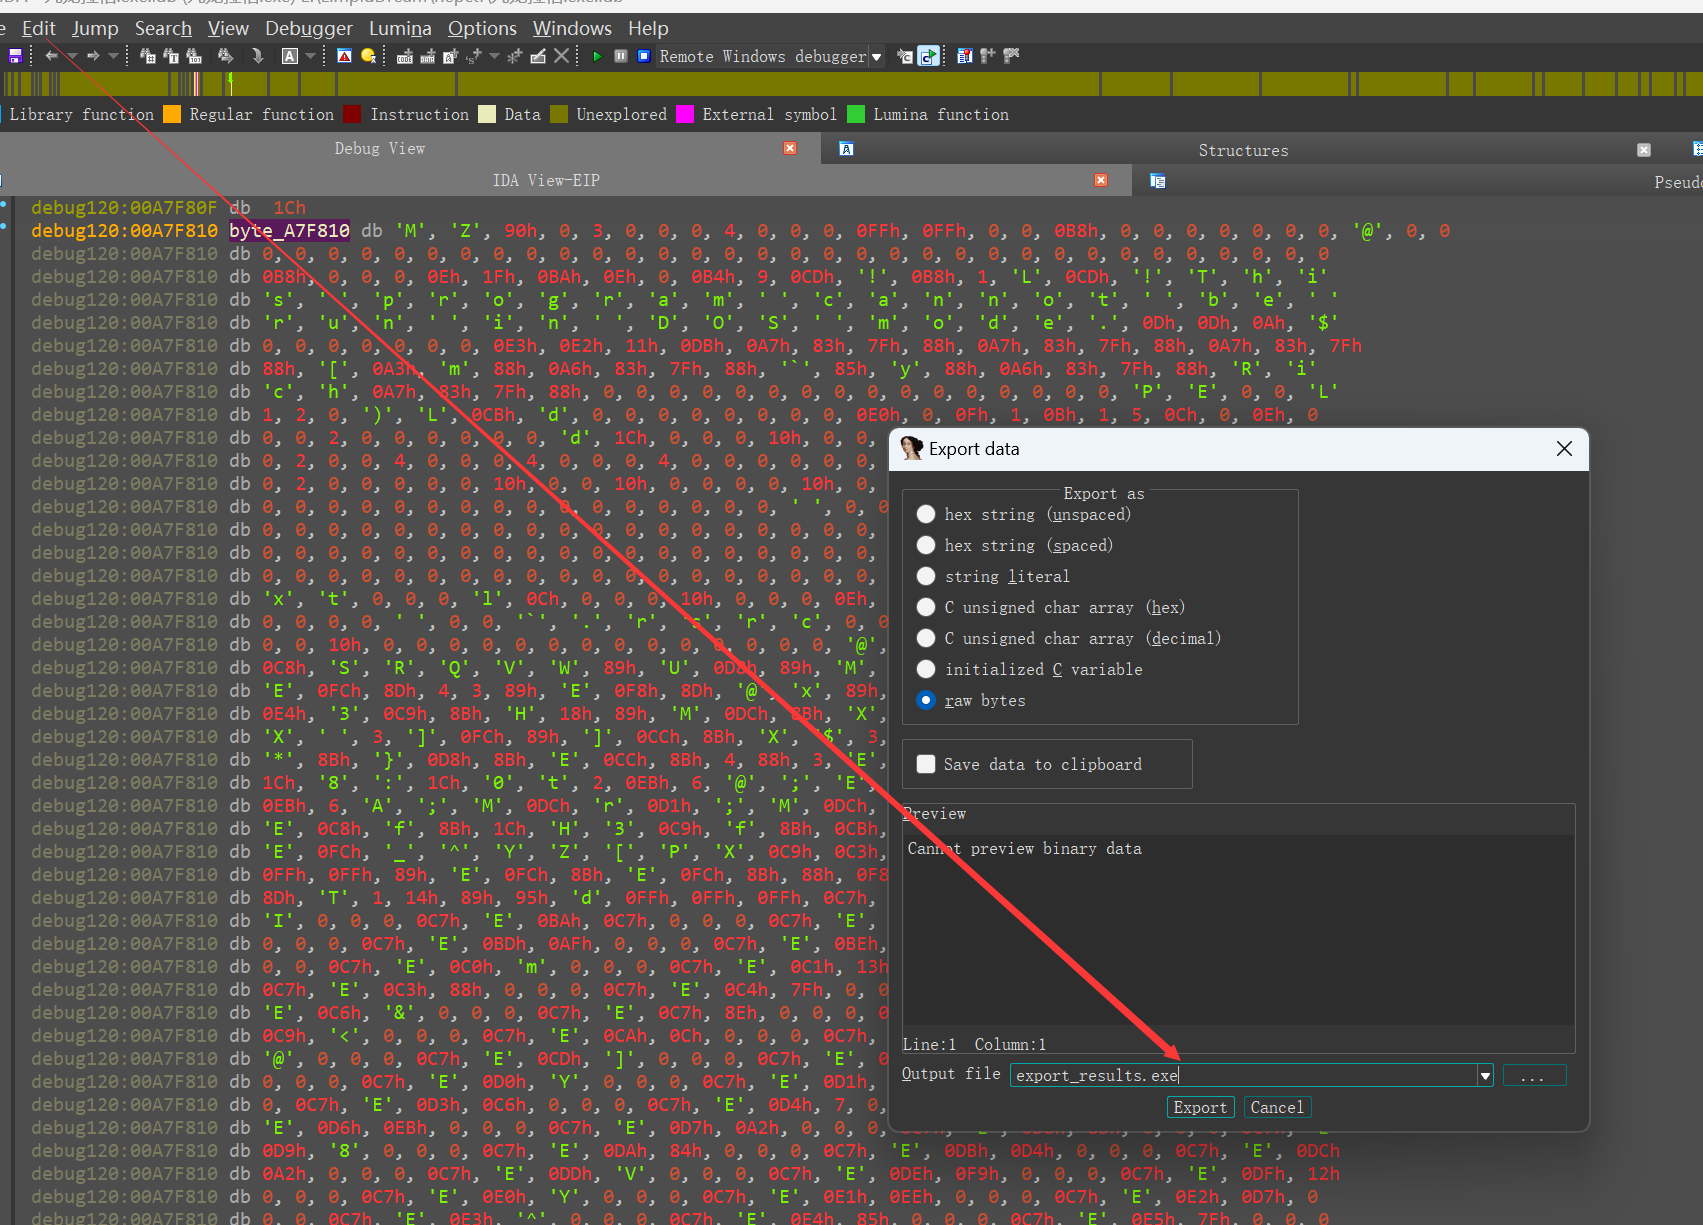 Edit Jump Search View Debugger Lumina Options Windows Help
Remote Windows debugger
Library function Regular function Instruction Data Unexplored External symbol Lumina function
Debug View Structures
IDA View-EIP
debug120:00A7F80F db 1Ch
debug120:00A7F810 byte_A7F810 db 'M', 'Z', 90h, 0, 3, 0, 0, 0, 4, 0, 0, 0, 0FFh, 0FFh, 0, 0, 0B8h, 0, 0, 0, 0, 0, 0, 0, '@', 0, 0
debug120:00A7F810 db 0, 0, 0, 0, 0, 0, 0, 0, 0, 0, 0, 0, 0, 0, 0, 0, 0, 0, 0, 0, 0, 0, 0, 0, 0, 0, 0, 0, 0, 0, 0, 0, 0
debug120:00A7F810 db 0B8h, 0, 0, 0, 0Eh, 1Fh, 0BAh, 0Eh, 0, 0B4h, 9, 0CDh, '!', 0B8h, 1, 'L', 0CDh, '!', 'T', 'h', 'i'
debug120:00A7F810 db 's', ' ', 'p', 'r', 'o', 'g', 'r', 'a', 'm', ' ', 'c', 'a', 'n', 'n', 'o', 't', ' ', 'b', 'e', ' '
debug120:00A7F810 db 'r', 'u', 'n', ' ', 'i', 'n', ' ', 'D', 'O', 'S', ' ', 'm', 'o', 'd', 'e', '.', 0Dh, 0Dh, 0Ah, '$'
debug120:00A7F810 db 0, 0, 0, 0, 0, 0, 0, 0E3h, 0E2h, 11h, 0DBh, 0A7h, 83h, 7Fh, 88h, 0A7h, 83h, 7Fh, 88h, 0A7h, 83h, 7Fh
debug120:00A7F810 db 88h, '[', 0A3h, 'm', 88h, 0A6h, 83h, 7Fh, 88h, '`', 85h, 'y', 88h, 0A6h, 83h, 7Fh, 88h, 'R', 'i'
debug120:00A7F810 db 'c', 'h', 0A7h, 83h, 7Fh, 88h, 0, 0, 0, 0, 0, 0, 0, 0, 0, 0, 0, 0, 0, 0, 0, 0, 'P', 'E', 0, 0, 'L'
debug120:00A7F810 db 1, 2, 0, ')', 'L', 0CBh, 'd', 0, 0, 0, 0, 0, 0, 0, 0, 0E0h, 0, 0Fh, 1, 0Bh, 1, 5, 0Ch, 0, 0Eh, 0
debug120:00A7F810 db 0, 0, 2, 0, 0, 0, 0, 0, 0, 'd', 1Ch, 0, 0, 0, 10h, 0, 0,
debug120:00A7F810 db 0, 2, 0, 0, 4, 0, 0, 0, 4, 0, 0, 0, 4, 0, 0, 0, 0, 0, 0,
debug120:00A7F810 db 0, 2, 0, 0, 0, 0, 0, 10h, 0, 0, 10h, 0, 0, 0, 0, 10h, 0,
debug120:00A7F810 db 0, 0, 0, 0, 0, 0, 0, 0, 0, 0, 0, 0, 0, 0, 0, 0, ' ', 0, 0
debug120:00A7F810 db 0, 0, 0, 0, 0, 0, 0, 0, 0, 0, 0, 0, 0, 0, 0, 0, 0, 0, 0,
debug120:00A7F810 db 0, 0, 0, 0, 0, 0, 0, 0, 0, 0, 0, 0, 0, 0, 0, 0, 0, 0, 0,
debug120:00A7F810 db 0, 0, 0, 0, 0, 0, 0, 0, 0, 0, 0, 0, 0, 0, 0, 0, 0, 0, 0,
debug120:00A7F810 db 'x', 't', 0, 0, 0, 'l', 0Ch, 0, 0, 0, 10h, 0, 0, 0, 0Eh,
debug120:00A7F810 db 0, 0, 0, 0, ' ', 0, 0, '`', '.', 'r', 's', 'r', 'c', 0, 0
debug120:00A7F810 db 0, 0, 10h, 0, 0, 0, 0, 0, 0, 0, 0, 0, 0, 0, 0, 0, 0, '@',
debug120:00A7F810 db 0C8h, 'S', 'R', 'Q', 'V', 'W', 89h, 'U', 0D8h, 89h, 'M',
debug120:00A7F810 db 'E', 0FCh, 8Dh, 4, 3, 89h, 'E', 0F8h, 8Dh, '@', 'x', 89h,
debug120:00A7F810 db 0E4h, '3', 0C9h, 8Bh, 'H', 18h, 89h, 'M', 0DCh, 8Bh, 'X',
debug120:00A7F810 db 'X', ' ', 3, ']', 0FCh, 89h, ']', 0CCh, 8Bh, 'X', '$', 3,
debug120:00A7F810 db '*', 8Bh, '}', 0D8h, 8Bh, 'E', 0CCh, 8Bh, 4, 88h, 3, 'E',
debug120:00A7F810 db 1Ch, '8', ':', 1Ch, '0', 't', 2, 0EBh, 6, '@', ';', 'E',
debug120:00A7F810 db 0EBh, 6, 'A', ';', 'M', 0DCh, 'r', 0D1h, ';', 'M', 0DCh,
debug120:00A7F810 db 'E', 0C8h, 'f', 8Bh, 1Ch, 'H', '3', 0C9h, 'f', 8Bh, 0CBh,
debug120:00A7F810 db 'E', 0FCh, '_', '^', 'Y', 'Z', '[', 'P', 'X', 0C9h, 0C3h,
debug120:00A7F810 db 0FFh, 0FFh, 89h, 'E', 0FCh, 8Bh, 'E', 0FCh, 8Bh, 88h, 0F8
debug120:00A7F810 db 8Dh, 'T', 1, 14h, 89h, 95h, 'd', 0FFh, 0FFh, 0FFh, 0C7h,
debug120:00A7F810 db 'I', 0, 0, 0, 0C7h, 'E', 0BAh, 0C7h, 0, 0, 0, 0C7h, 'E',
debug120:00A7F810 db 0, 0, 0, 0C7h, 'E', 0BDh, 0AFh, 0, 0, 0, 0C7h, 'E', 0BEh,
debug120:00A7F810 db 0, 0, 0C7h, 'E', 0C0h, 'm', 0, 0, 0, 0C7h, 'E', 0C1h, 13h
debug120:00A7F810 db 0C7h, 'E', 0C3h, 88h, 0, 0, 0, 0C7h, 'E', 0C4h, 7Fh, 0, 0
debug120:00A7F810 db 'E', 0C6h, '&', 0, 0, 0, 0C7h, 'E', 0C7h, 8Eh, 0, 0, 0, 0
debug120:00A7F810 db 0C9h, '<', 0, 0, 0, 0C7h, 'E', 0CAh, 0Ch, 0, 0, 0, 0C7h,
debug120:00A7F810 db '@', 0, 0, 0, 0C7h, 'E', 0CDh, ']', 0, 0, 0, 0C7h, 'E',
debug120:00A7F810 db 0, 0, 0, 0C7h, 'E', 0D0h, 'Y', 0, 0, 0, 0C7h, 'E', 0D1h,
debug120:00A7F810 db 0, 0C7h, 'E', 0D3h, 0C6h, 0, 0, 0, 0C7h, 'E', 0D4h, 7, 0,
debug120:00A7F810 db 'E', 0D6h, 0EBh, 0, 0, 0, 0C7h, 'E', 0D7h, 0A2h, 0, 0, 0,
debug120:00A7F810 db 0D9h, '8', 0, 0, 0, 0C7h, 'E', 0DAh, 84h, 0, 0, 0, 0C7h, 'E', 0DBh, 0D4h, 0, 0, 0, 0C7h, 'E', 0DCh
debug120:00A7F810 db 0A2h, 0, 0, 0, 0C7h, 'E', 0DDh, 'V', 0, 0, 0, 0C7h, 'E', 0DEh, 0F9h, 0, 0, 0, 0C7h, 'E', 0DFh, 12h
debug120:00A7F810 db 0, 0, 0, 0C7h, 'E', 0E0h, 'Y', 0, 0, 0, 0C7h, 'E', 0E1h, 0EEh, 0, 0, 0, 0C7h, 'E', 0E2h, 0D7h, 0
debug120:00A7F810 db 0, 0, 0C7h, 'E', 0E3h, '^', 0, 0, 0, 0C7h, 'E', 0E4h, 85h, 0, 0, 0, 0C7h, 'E', 0E5h, 7Fh, 0, 0, 0
Export data
Export as
hex string (unspaced)
hex string (spaced)
string literal
C unsigned char array (hex)
C unsigned char array (decimal)
initialized C variable
raw bytes
Save data to clipboard
Preview
Cannot preview binary data
Line:1 Column:1
Output file export_results.exe ...
Export Cancel